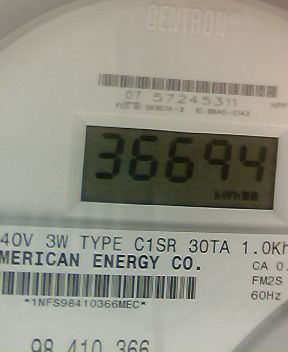 CENTRON®
07 57245311
36694
kWh
40V 3W TYPE C1SR 30TA 1.0Kh
MERICAN ENERGY CO.
CA 0.
FM2S
60Hz
*1NFS98410366MEC*
98 410 366